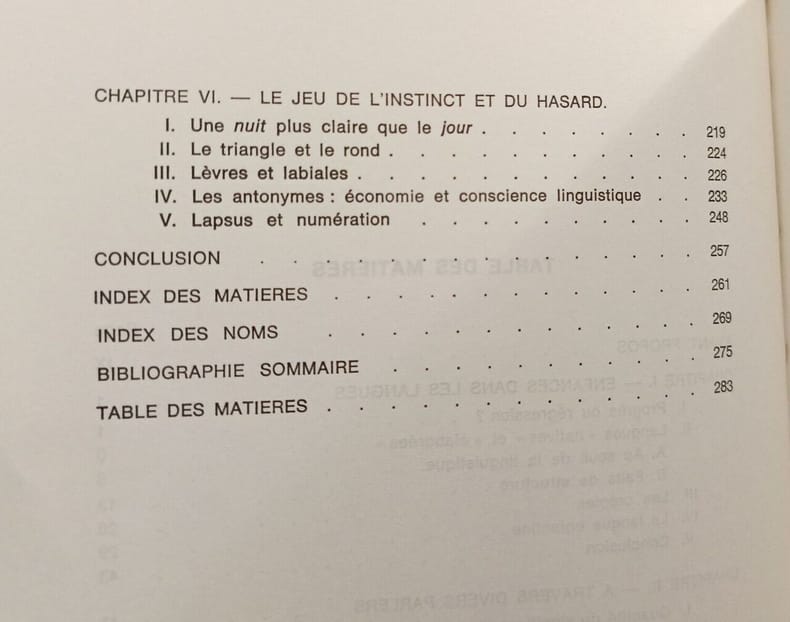 CHAPITRE VI. — LE JEU DE L'INSTINCT ET DU HASARD.
I. Une nuit plus claire que le jour . . . . . . . . 219
II. Le triangle et le rond . . . . . . . . . . 224
III. Lèvres et labiales . . . . . . . . . . . 226
IV. Les antonymes : économie et conscience linguistique . . 233
V. Lapsus et numération . . . . . . . . . 248
CONCLUSION . . . . . . . . . . . . . . 257
INDEX DES MATIERES . . . . . . . . . . . . 261
INDEX DES NOMS . . . . . . . . . . . . 269
BIBLIOGRAPHIE SOMMAIRE . . . . . . . . . . 275
TABLE DES MATIERES . . . . . . . . . . . . 283
TABLE DES MATIERES